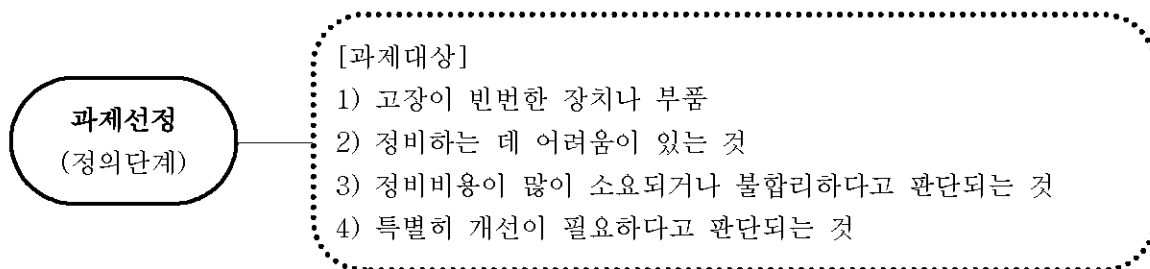 과제선정
(정의단계)
[과제대상]
1) 고장이 빈번한 장치나 부품
2) 정비하는 데 어려움이 있는 것
3) 정비비용이 많이 소요되거나 불합리하다고 판단되는 것
4) 특별히 개선이 필요하다고 판단되는 것